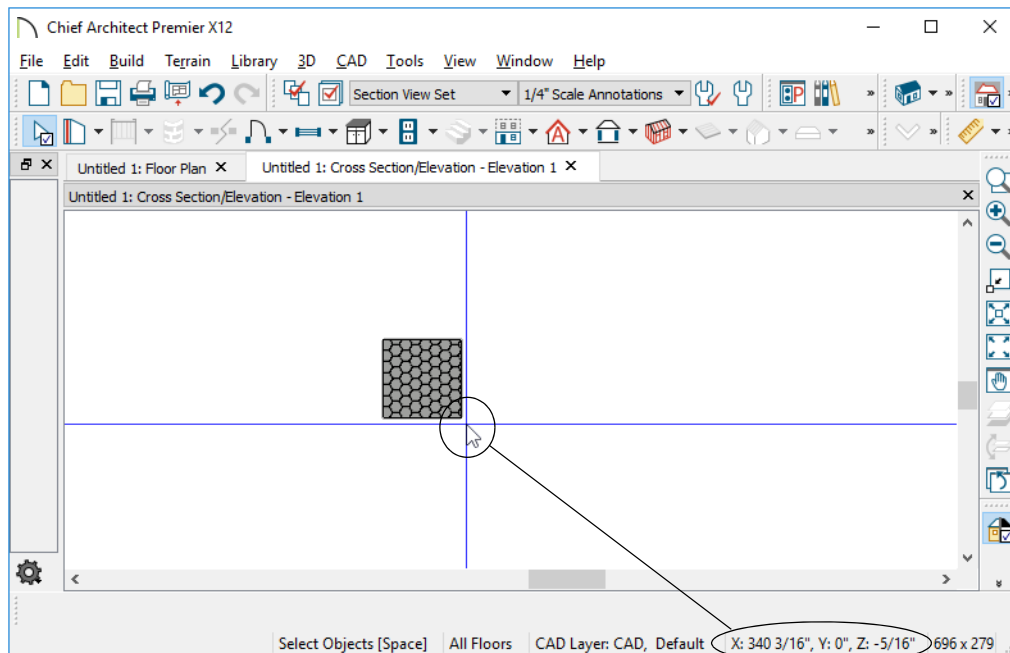 Chief Architect Premier X12
File Edit Build Terrain Library 3D CAD Tools View Window Help
Section View Set 1/4" Scale Annotations
Untitled 1: Floor Plan Untitled 1: Cross Section/Elevation - Elevation 1
Untitled 1: Cross Section/Elevation - Elevation 1
Select Objects [Space] All Floors CAD Layer: CAD, Default X: 340 3/16", Y: 0", Z: -5/16" 696 x 279